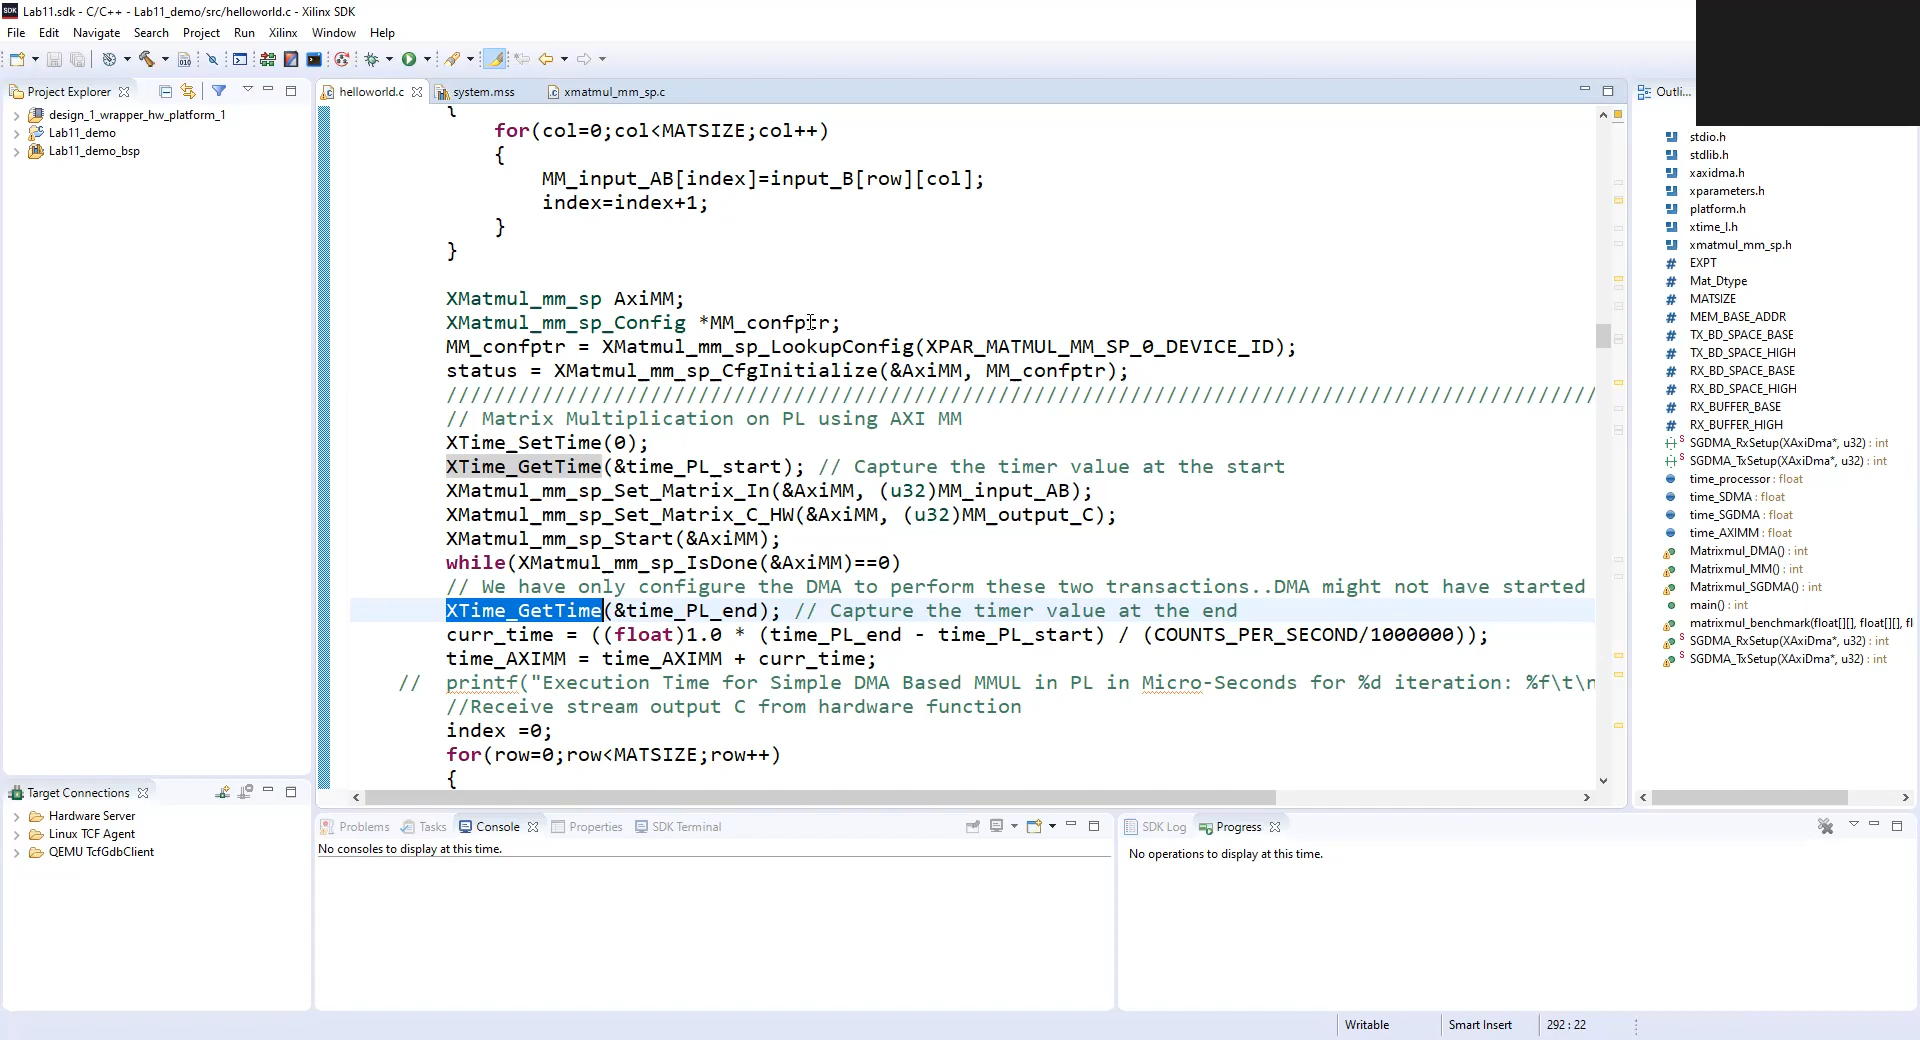 Lab11.sdk - C/C++ - Lab11_demo/src/helloworld.c - Xilinx SDK
File Edit Navigate Search Project Run Xilinx Window Help
Project Explorer
design_1_wrapper_hw_platform_1
Lab11_demo
Lab11_demo_bsp
helloworld.c system.mss xmatmul_mm_sp.c
{
for(col=0;col<MATSIZE;col++)
{
MM_input_AB[index]=input_B[row][col];
index=index+1;
}
}
XMatmul_mm_sp AxiMM;
XMatmul_mm_sp_Config *MM_confptr;
MM_confptr = XMatmul_mm_sp_LookupConfig(XPAR_MATMUL_MM_SP_0_DEVICE_ID);
status = XMatmul_mm_sp_CfgInitialize(&AxiMM, MM_confptr);
////////////////////////////////////////////////////////////////////////////////////////////////
// Matrix Multiplication on PL using AXI MM
XTime_SetTime(0);
XTime_GetTime(&time_PL_start); // Capture the timer value at the start
XMatmul_mm_sp_Set_Matrix_In(&AxiMM, (u32)MM_input_AB);
XMatmul_mm_sp_Set_Matrix_C_HW(&AxiMM, (u32)MM_output_C);
XMatmul_mm_sp_Start(&AxiMM);
while(XMatmul_mm_sp_IsDone(&AxiMM)==0)
// We have only configure the DMA to perform these two transactions..DMA might not have started
XTime_GetTime(&time_PL_end); // Capture the timer value at the end
curr_time = ((float)1.0 * (time_PL_end - time_PL_start) / (COUNTS_PER_SECOND/1000000));
time_AXIMM = time_AXIMM + curr_time;
// printf("Execution Time for Simple DMA Based MMUL in PL in Micro-Seconds for %d iteration: %f\t\n
//Receive stream output C from hardware function
index =0;
for(row=0;row<MATSIZE;row++)
{
Outli...
stdio.h
stdlib.h
xaxidma.h
xparameters.h
platform.h
xtime_l.h
xmatmul_mm_sp.h
EXPT
Mat_Dtype
MATSIZE
MEM_BASE_ADDR
TX_BD_SPACE_BASE
TX_BD_SPACE_HIGH
RX_BD_SPACE_BASE
RX_BD_SPACE_HIGH
RX_BUFFER_BASE
RX_BUFFER_HIGH
SGDMA_RxSetup(XAxiDma*, u32) : int
SGDMA_TxSetup(XAxiDma*, u32) : int
time_processor : float
time_SDMA : float
time_SGDMA : float
time_AXIMM : float
Matrixmul_DMA() : int
Matrixmul_MM() : int
Matrixmul_SGDMA() : int
main() : int
matrixmul_benchmark(float[][], float[][], fl
SGDMA_RxSetup(XAxiDma*, u32) : int
SGDMA_TxSetup(XAxiDma*, u32) : int
Target Connections
Hardware Server
Linux TCF Agent
QEMU TcfGdbClient
Problems Tasks Console Properties SDK Terminal
No consoles to display at this time.
SDK Log Progress
No operations to display at this time.
Writable Smart Insert 292 : 22